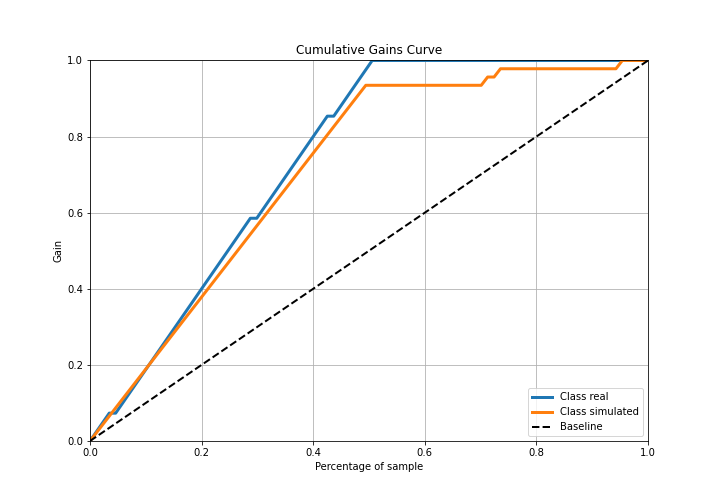 Cumulative Gains Curve
1.0
0.8
0.6
0.4
0.2
0.0
Gain
0.0 0.2 0.4 0.6 0.8 1.0
Percentage of sample
Class real
Class simulated
Baseline